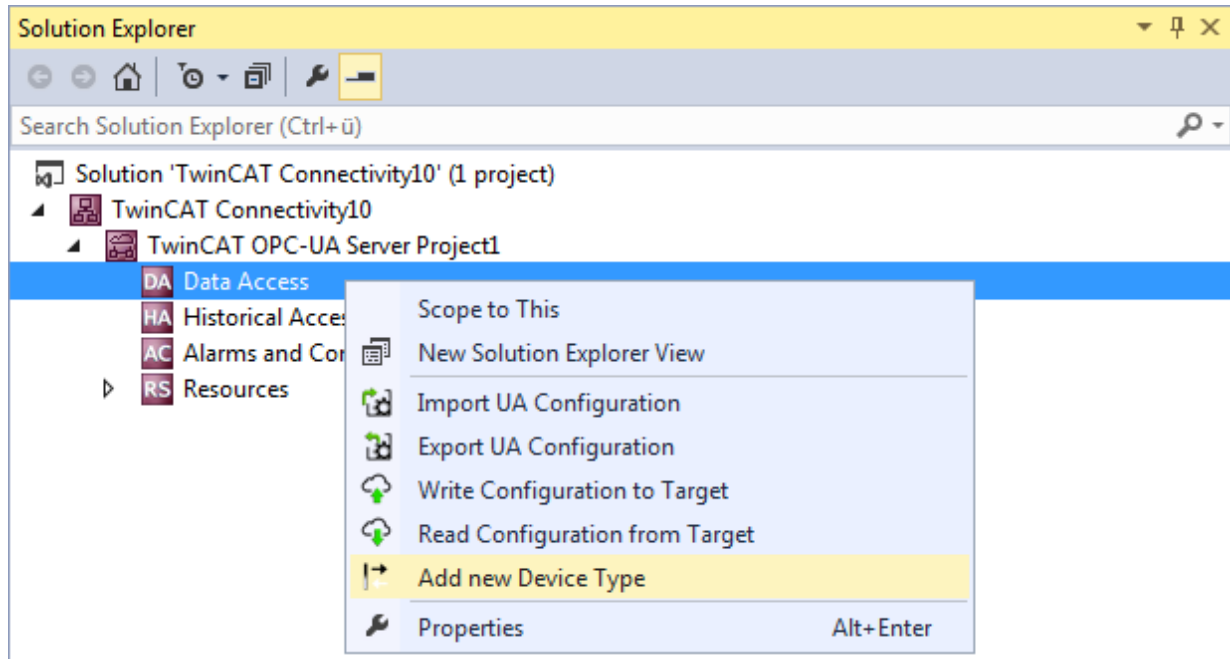 Solution Explorer
Search Solution Explorer (Ctrl+ü)
Solution 'TwinCAT Connectivity10' (1 project)
TwinCAT Connectivity10
TwinCAT OPC-UA Server Project1
DA Data Access
HA Historical Acce
AC Alarms and Cor
RS Resources
Scope to This
New Solution Explorer View
Import UA Configuration
Export UA Configuration
Write Configuration to Target
Read Configuration from Target
Add new Device Type
Properties Alt+Enter